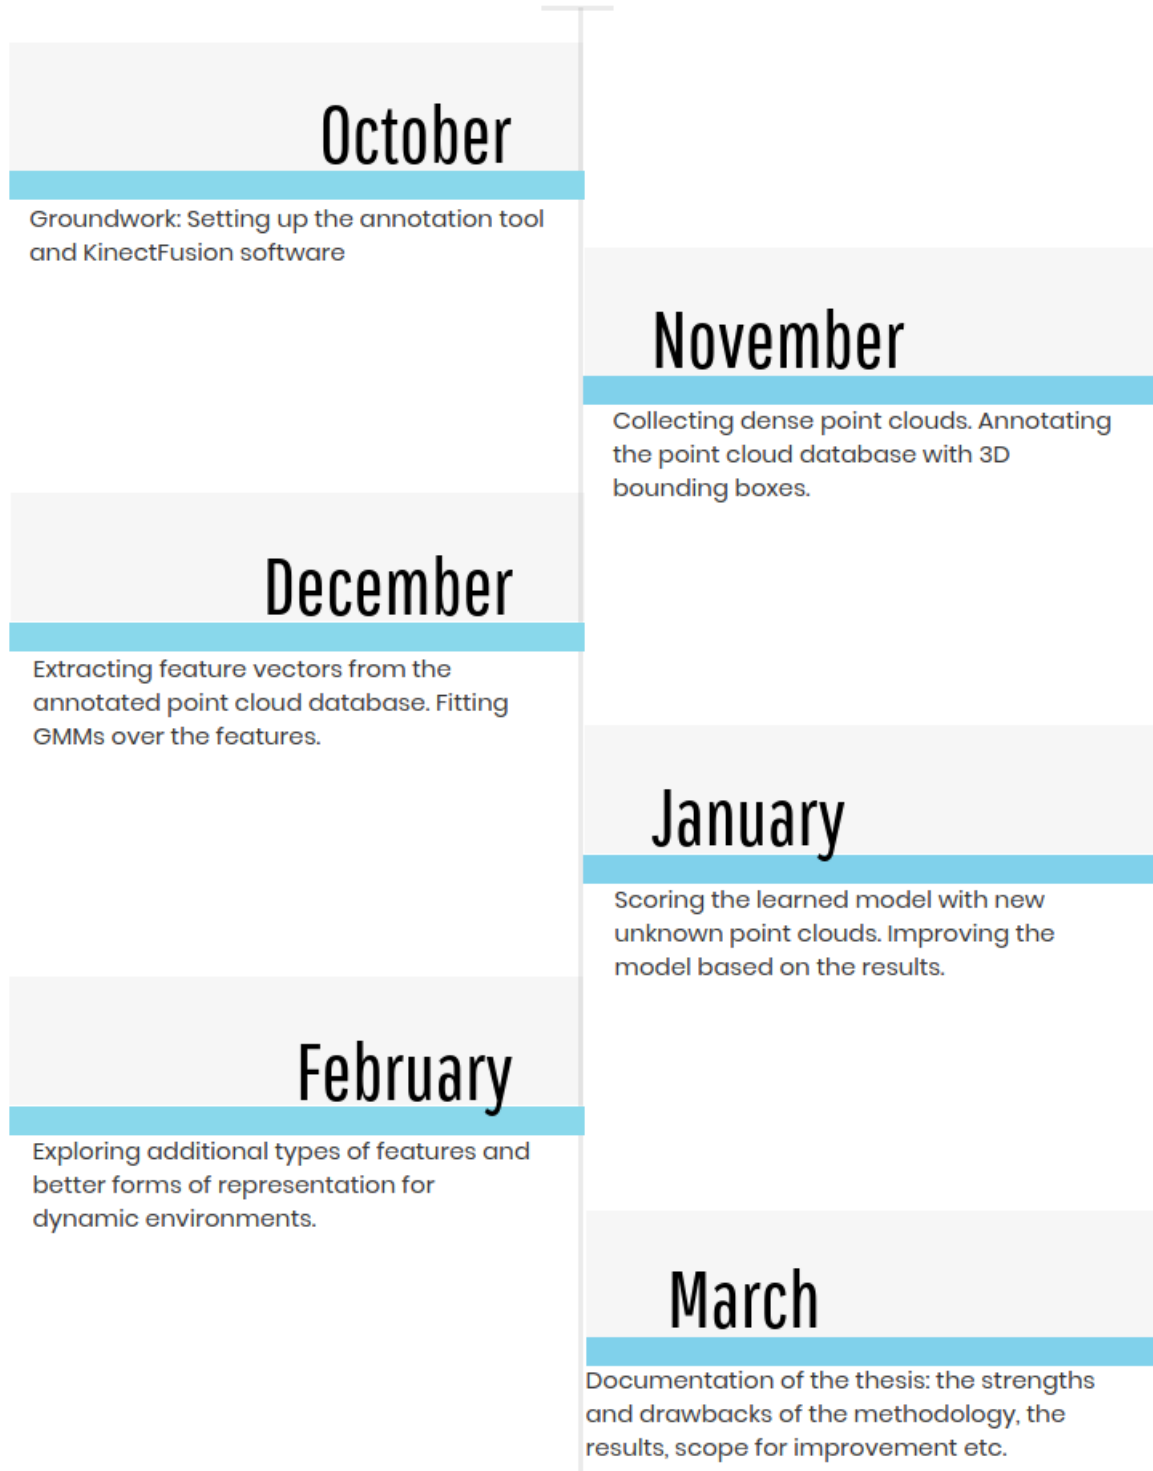 October
Groundwork: Setting up the annotation tool
and KinectFusion software
November
Collecting dense point clouds. Annotating
the point cloud database with 3D
bounding boxes.
December
Extracting feature vectors from the
annotated point cloud database. Fitting
GMMs over the features.
January
Scoring the learned model with new
unknown point clouds. Improving the
model based on the results.
February
Exploring additional types of features and
better forms of representation for
dynamic environments.
March
Documentation of the thesis: the strengths
and drawbacks of the methodology, the
results, scope for improvement etc.